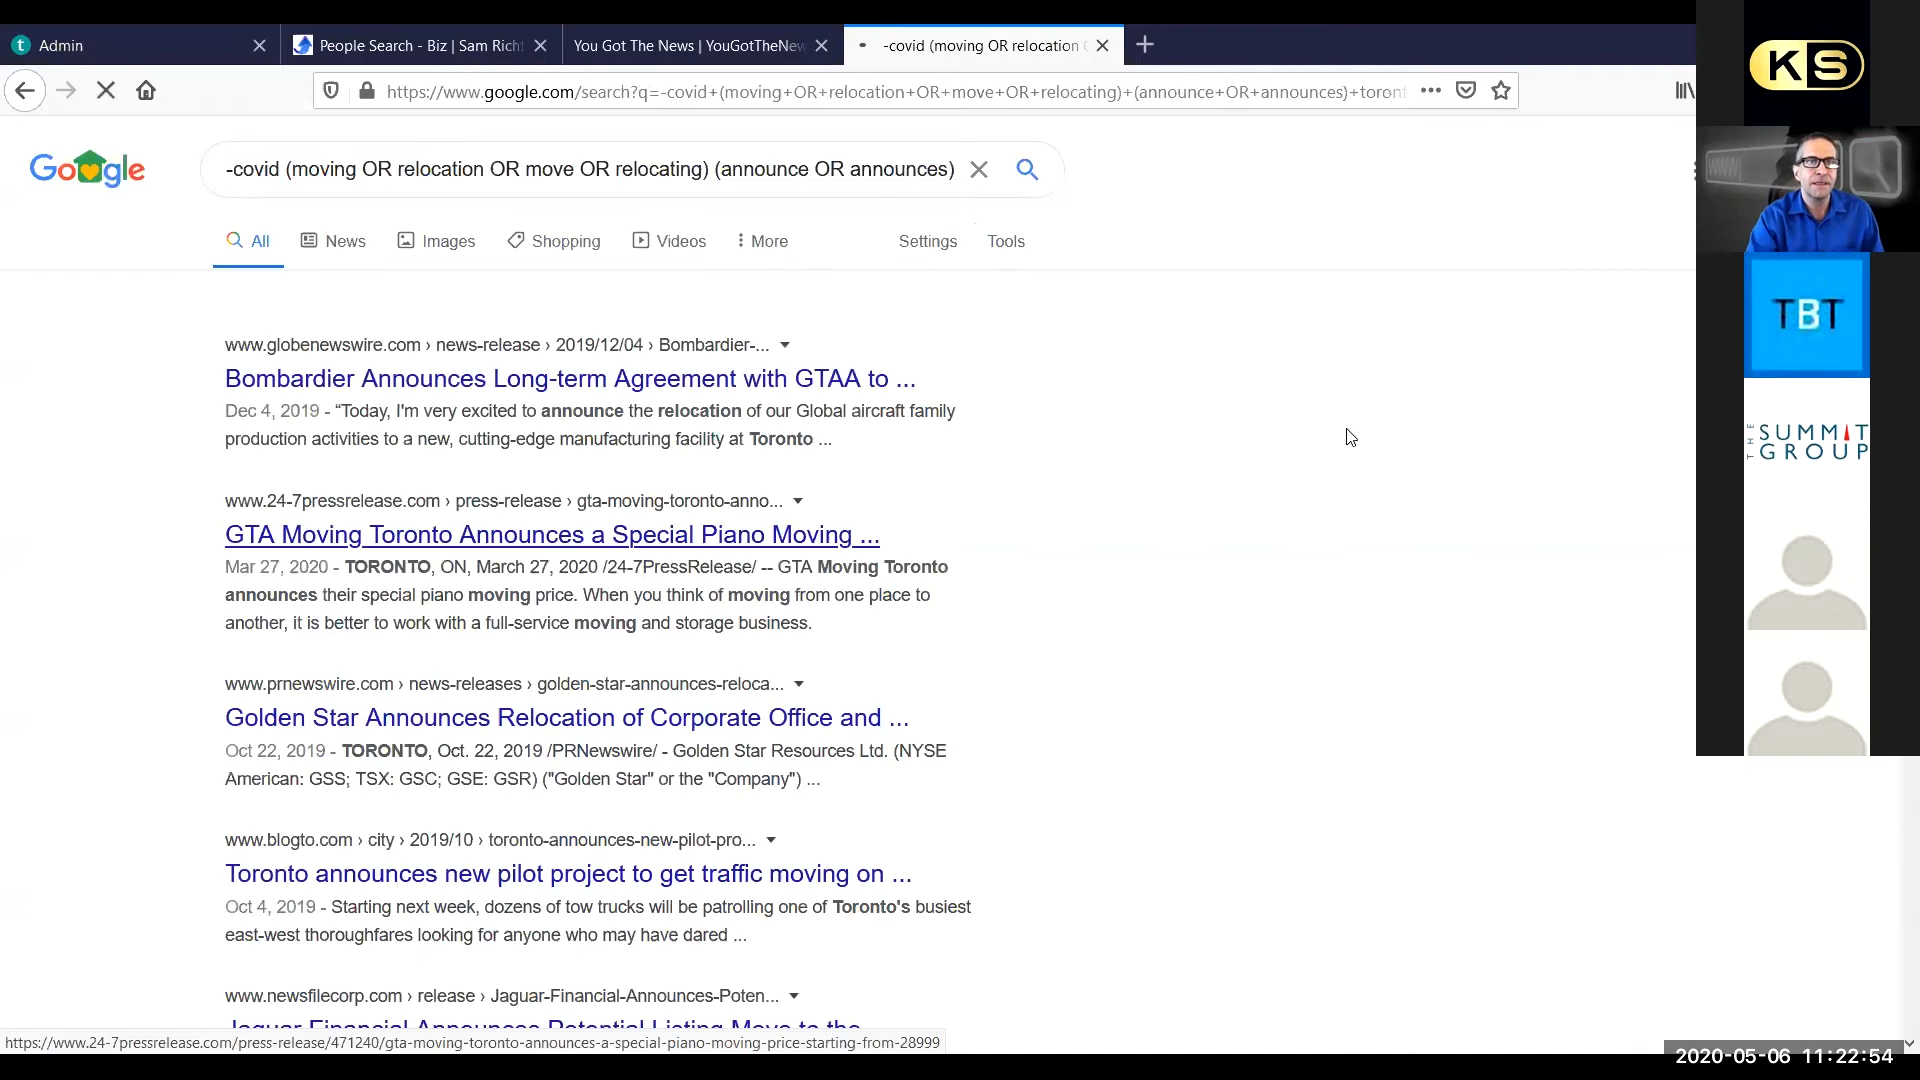 Admin
People Search - Biz | Sam Richt
You Got The News | YouGotTheNew
-covid (moving OR relocation
https://www.google.com/search?q=-covid+(moving+OR+relocation+OR+move+OR+relocating)+(announce+OR+announces)+toront
Google
-covid (moving OR relocation OR move OR relocating) (announce OR announces)
All
News
Images
Shopping
Videos
More
Settings
Tools
www.globenewswire.com › news-release › 2019/12/04 › Bombardier-...
Bombardier Announces Long-term Agreement with GTAA to ...
Dec 4, 2019 - “Today, I'm very excited to announce the relocation of our Global aircraft family
production activities to a new, cutting-edge manufacturing facility at Toronto ...
www.24-7pressrelease.com › press-release › gta-moving-toronto-anno...
GTA Moving Toronto Announces a Special Piano Moving ...
Mar 27, 2020 - TORONTO, ON, March 27, 2020 /24-7PressRelease/ -- GTA Moving Toronto
announces their special piano moving price. When you think of moving from one place to
another, it is better to work with a full-service moving and storage business.
www.prnewswire.com › news-releases › golden-star-announces-reloca...
Golden Star Announces Relocation of Corporate Office and ...
Oct 22, 2019 - TORONTO, Oct. 22, 2019 /PRNewswire/ - Golden Star Resources Ltd. (NYSE
American: GSS; TSX: GSC; GSE: GSR) ("Golden Star" or the "Company") ...
www.blogto.com › city › 2019/10 › toronto-announces-new-pilot-pro...
Toronto announces new pilot project to get traffic moving on ...
Oct 4, 2019 - Starting next week, dozens of tow trucks will be patrolling one of Toronto's busiest
east-west thoroughfares looking for anyone who may have dared ...
www.newsfilecorp.com › release › Jaguar-Financial-Announces-Poten...
Jaguar Financial Announces Potential Listing Move to the
https://www.24-7pressrelease.com/press-release/471240/gta-moving-toronto-announces-a-special-piano-moving-price-starting-from-28999
KS
WWW
TBT
THE
SUMMIT
GROUP
2020-05-06 11:22:54